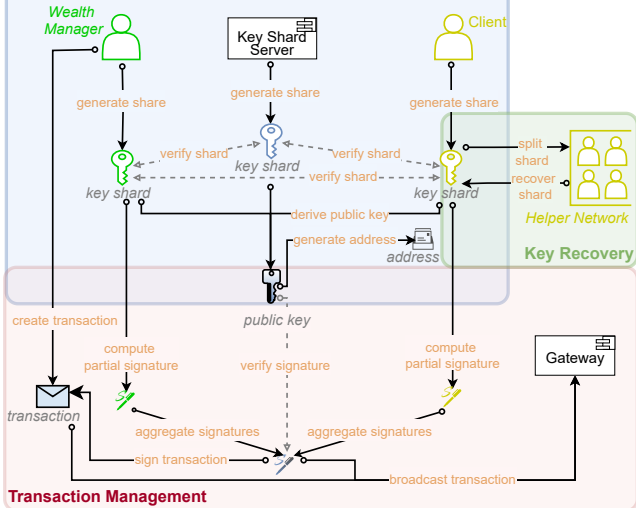 Wealth
Manager
Key Shard
Server
Client
generate share
generate share
generate share
verify shard
verify shard
verify shard
key shard
key shard
key shard
split
shard
recover
shard
Helper Network
derive public key
generate address
address
Key Recovery
public key
create transaction
compute
partial signature
verify signature
compute
partial signature
Gateway
transaction
aggregate signatures
aggregate signatures
sign transaction
broadcast transaction
Transaction Management